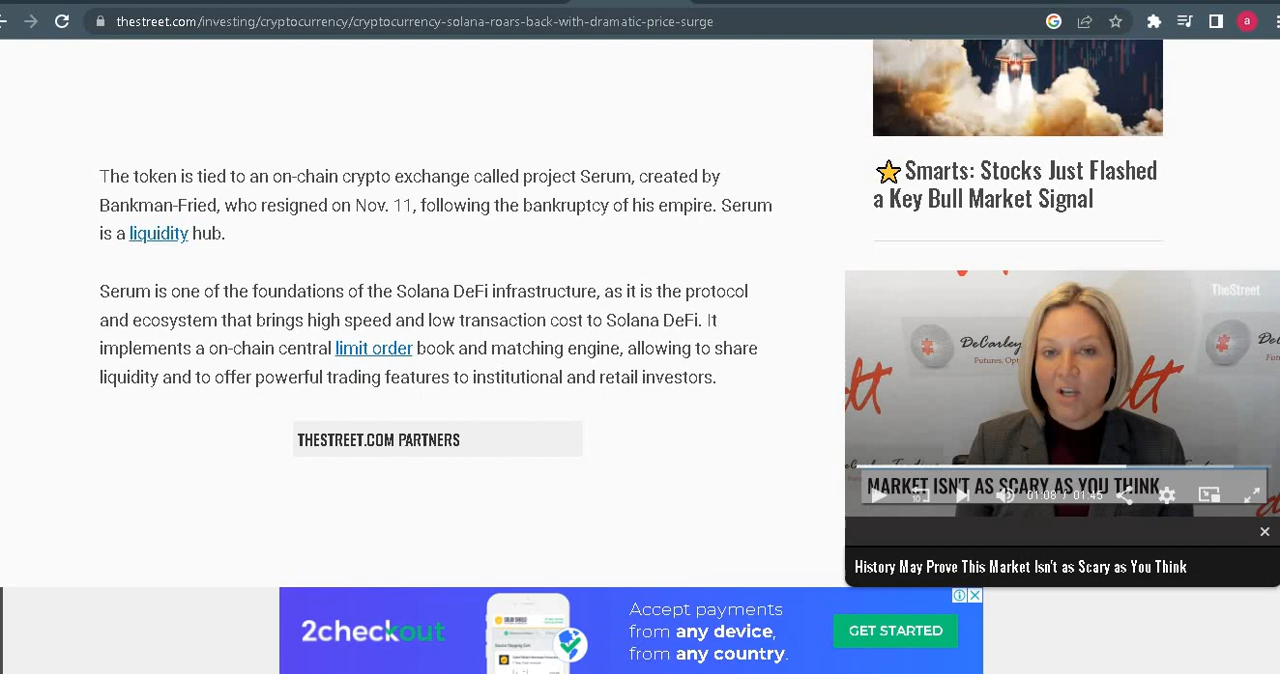 thestreet.com/investing/cryptocurrency/cryptocurrency-solana-roars-back-with-dramatic-price-surge
a
The token is tied to an on-chain crypto exchange called project Serum, created by
Bankman-Fried, who resigned on Nov. 11, following the bankruptcy of his empire. Serum
is a liquidity hub.
Serum is one of the foundations of the Solana DeFi infrastructure, as it is the protocol
and ecosystem that brings high speed and low transaction cost to Solana DeFi. It
implements a on-chain central limit order book and matching engine, allowing to share
liquidity and to offer powerful trading features to institutional and retail investors.
THESTREET.COM PARTNERS
Smarts: Stocks Just Flashed
a Key Bull Market Signal
TheStreet
DeCarley
Futures, Opt
MARKET ISN'T AS SCARY AS YOU THINK
10
01:08 / 01:45
History May Prove This Market Isn't as Scary as You Think
2checkout
Accept payments
from any device,
from any country.
GET STARTED